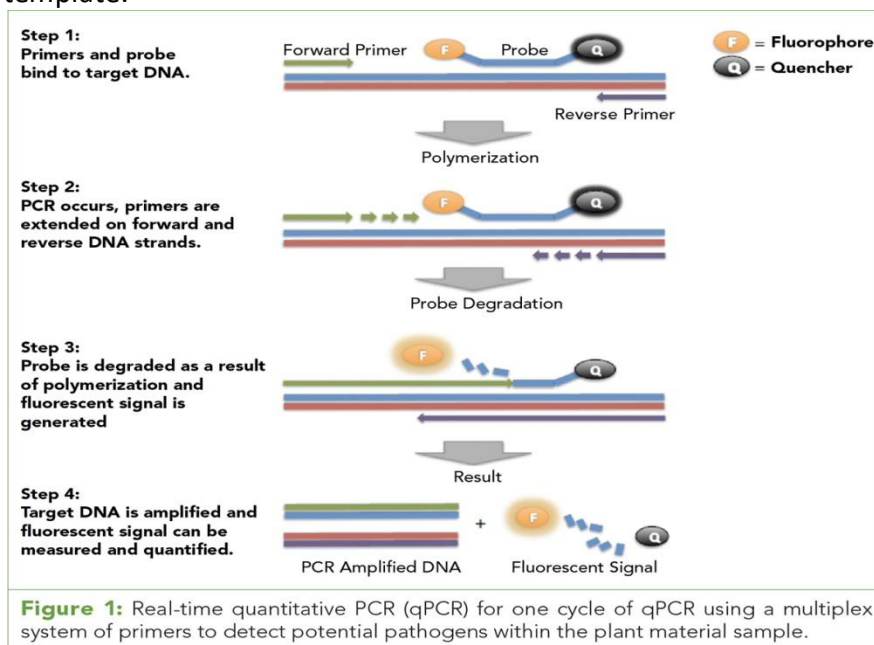 template.
Step 1:
Primers and probe
bind to target DNA.
Forward Primer
F
Probe
Q
F = Fluorophore
Q = Quencher
Reverse Primer
Polymerization
Step 2:
PCR occurs, primers are
extended on forward and
reverse DNA strands.
F
Q
Probe Degradation
Step 3:
Probe is degraded as a result
of polymerization and
fluorescent signal is
generated
F
Q
Result
Step 4:
Target DNA is amplified and
fluorescent signal can be
measured and quantified.
+
F
Q
PCR Amplified DNA
Fluorescent Signal
Figure 1: Real-time quantitative PCR (qPCR) for one cycle of qPCR using a multiplex
system of primers to detect potential pathogens within the plant material sample.